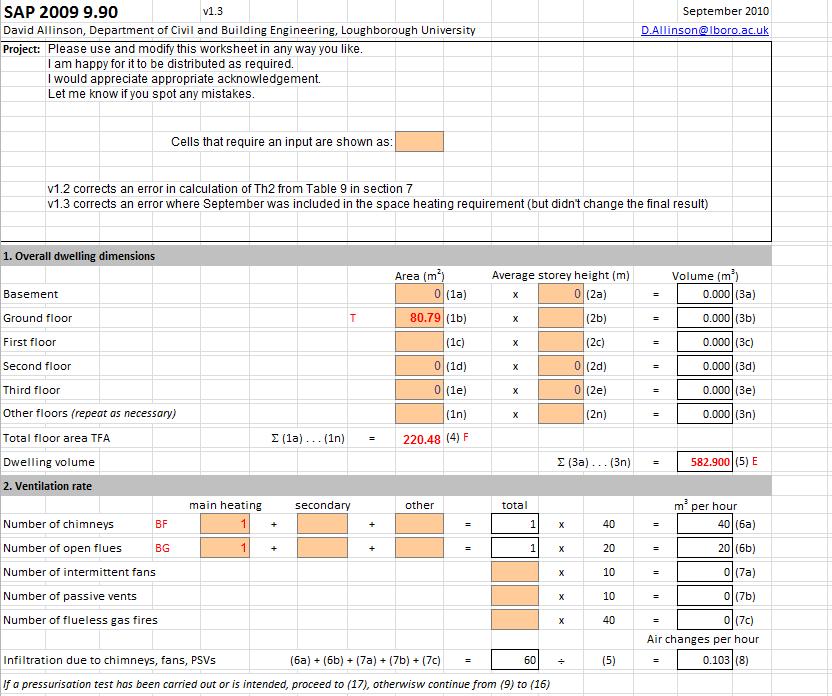 SAP 2009 9.90 v1.3 September 2010
David Allinson, Department of Civil and Building Engineering, Loughborough University D.Allinson@lboro.ac.uk
Project: Please use and modify this worksheet in any way you like.
I am happy for it to be distributed as required.
I would appreciate appropriate acknowledgement.
Let me know if you spot any mistakes.
Cells that require an input are shown as:
v1.2 corrects an error in calculation of Th2 from Table 9 in section 7
v1.3 corrects an error where September was included in the space heating requirement (but didn't change the final result)
1. Overall dwelling dimensions
Area (m²) Average storey height (m) Volume (m³)
Basement 0 (1a) x 0 (2a) = 0.000 (3a)
Ground floor T 80.79 (1b) x (2b) = 0.000 (3b)
First floor (1c) x (2c) = 0.000 (3c)
Second floor 0 (1d) x 0 (2d) = 0.000 (3d)
Third floor 0 (1e) x 0 (2e) = 0.000 (3e)
Other floors (repeat as necessary) (1n) x (2n) = 0.000 (3n)
Total floor area TFA Σ (1a) . . . (1n) = 220.48 (4) F
Dwelling volume Σ (3a) . . . (3n) = 582.900 (5) E
2. Ventilation rate
main heating secondary other total m³ per hour
Number of chimneys BF 1 + + = 1 x 40 = 40 (6a)
Number of open flues BG 1 + + = 1 x 20 = 20 (6b)
Number of intermittent fans x 10 = 0 (7a)
Number of passive vents x 10 = 0 (7b)
Number of flueless gas fires x 40 = 0 (7c)
Air changes per hour
Infiltration due to chimneys, fans, PSVs (6a) + (6b) + (7a) + (7b) + (7c) = 60 ÷ (5) = 0.103 (8)
If a pressurisation test has been carried out or is intended, proceed to (17), otherwisw continue from (9) to (16)